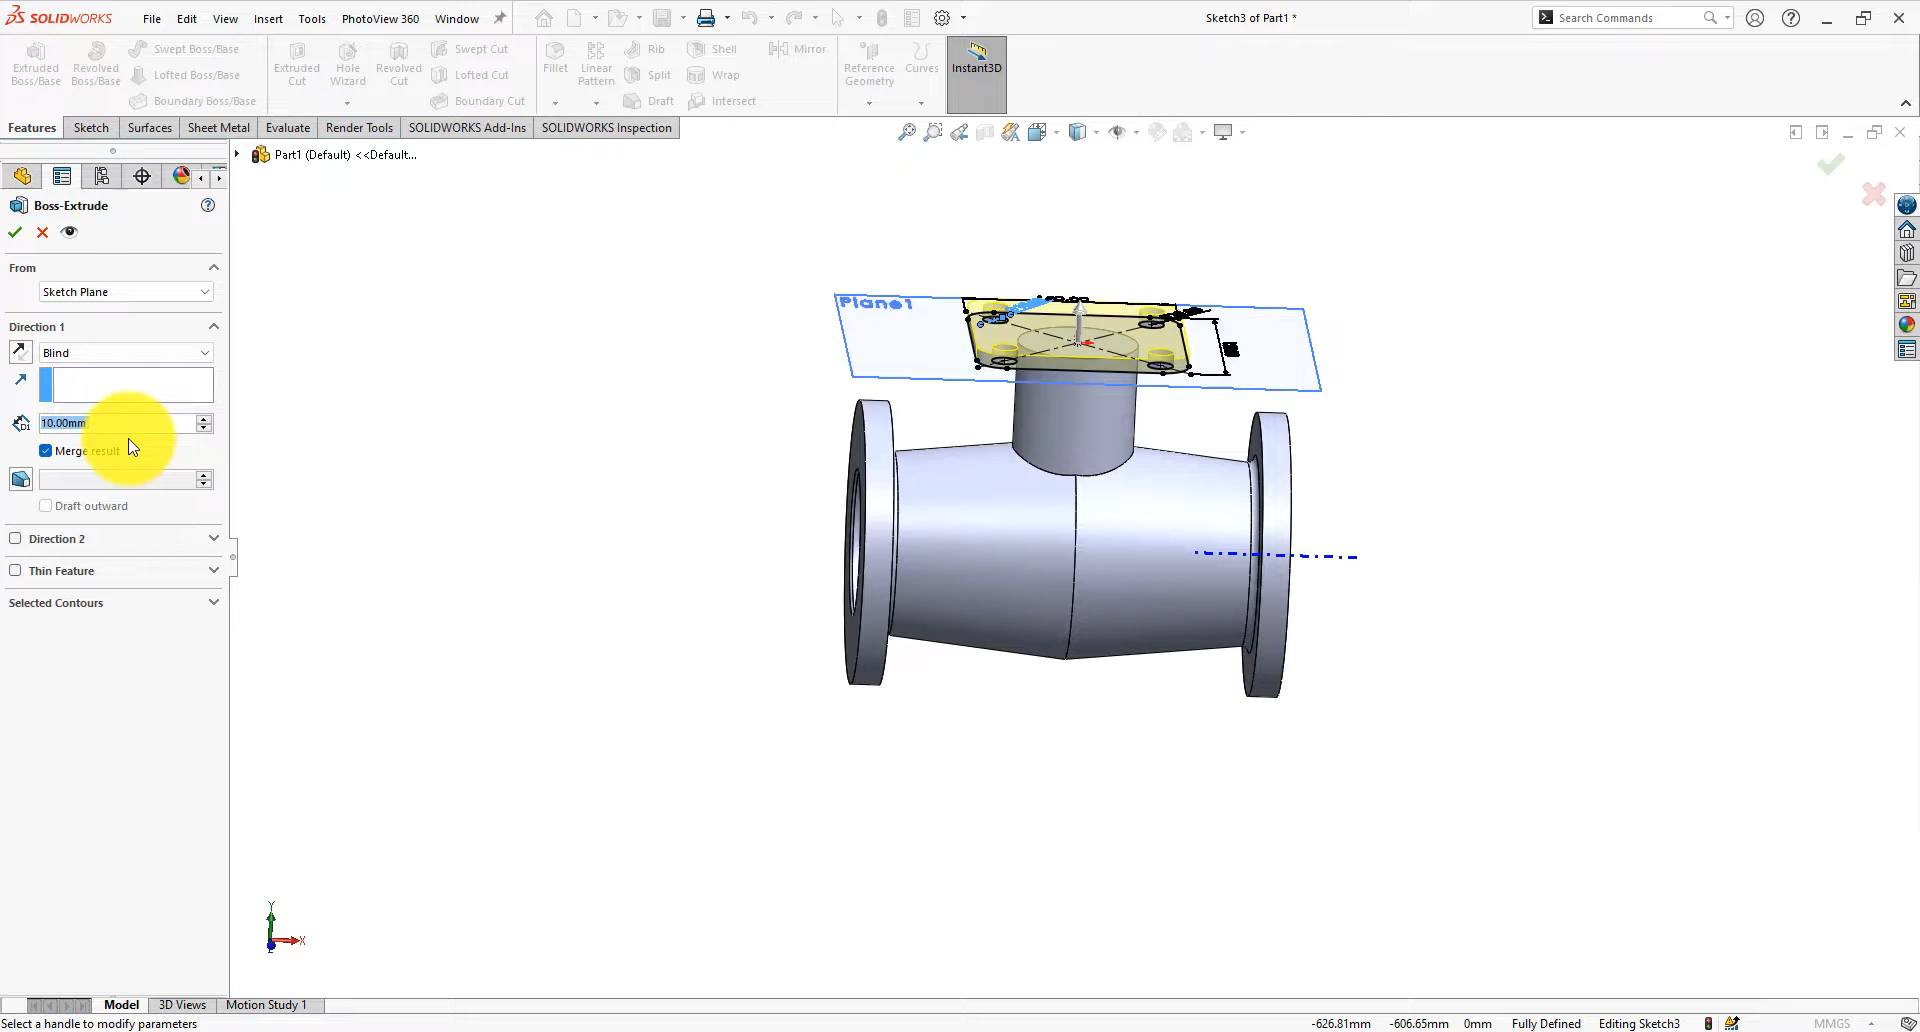 SOLIDWORKS
File Edit View Insert Tools PhotoView 360 Window
Sketch3 of Part1 *
Search Commands
Extruded Boss/Base
Revolved Boss/Base
Swept Boss/Base
Lofted Boss/Base
Boundary Boss/Base
Extruded Cut
Hole Wizard
Revolved Cut
Swept Cut
Lofted Cut
Boundary Cut
Fillet
Linear Pattern
Rib
Split
Draft
Shell
Wrap
Intersect
Mirror
Reference Geometry
Curves
Instant3D
Features Sketch Surfaces Sheet Metal Evaluate Render Tools SOLIDWORKS Add-Ins SOLIDWORKS Inspection
Part1 (Default) <<Default...
Boss-Extrude
From
Sketch Plane
Direction 1
Blind
D1
10.00mm
Merge result
Draft outward
Direction 2
Thin Feature
Selected Contours
Plane1
Y
X
Z
Model 3D Views Motion Study 1
Select a handle to modify parameters
-626.81mm -606.65mm 0mm Fully Defined Editing Sketch3 MMGS